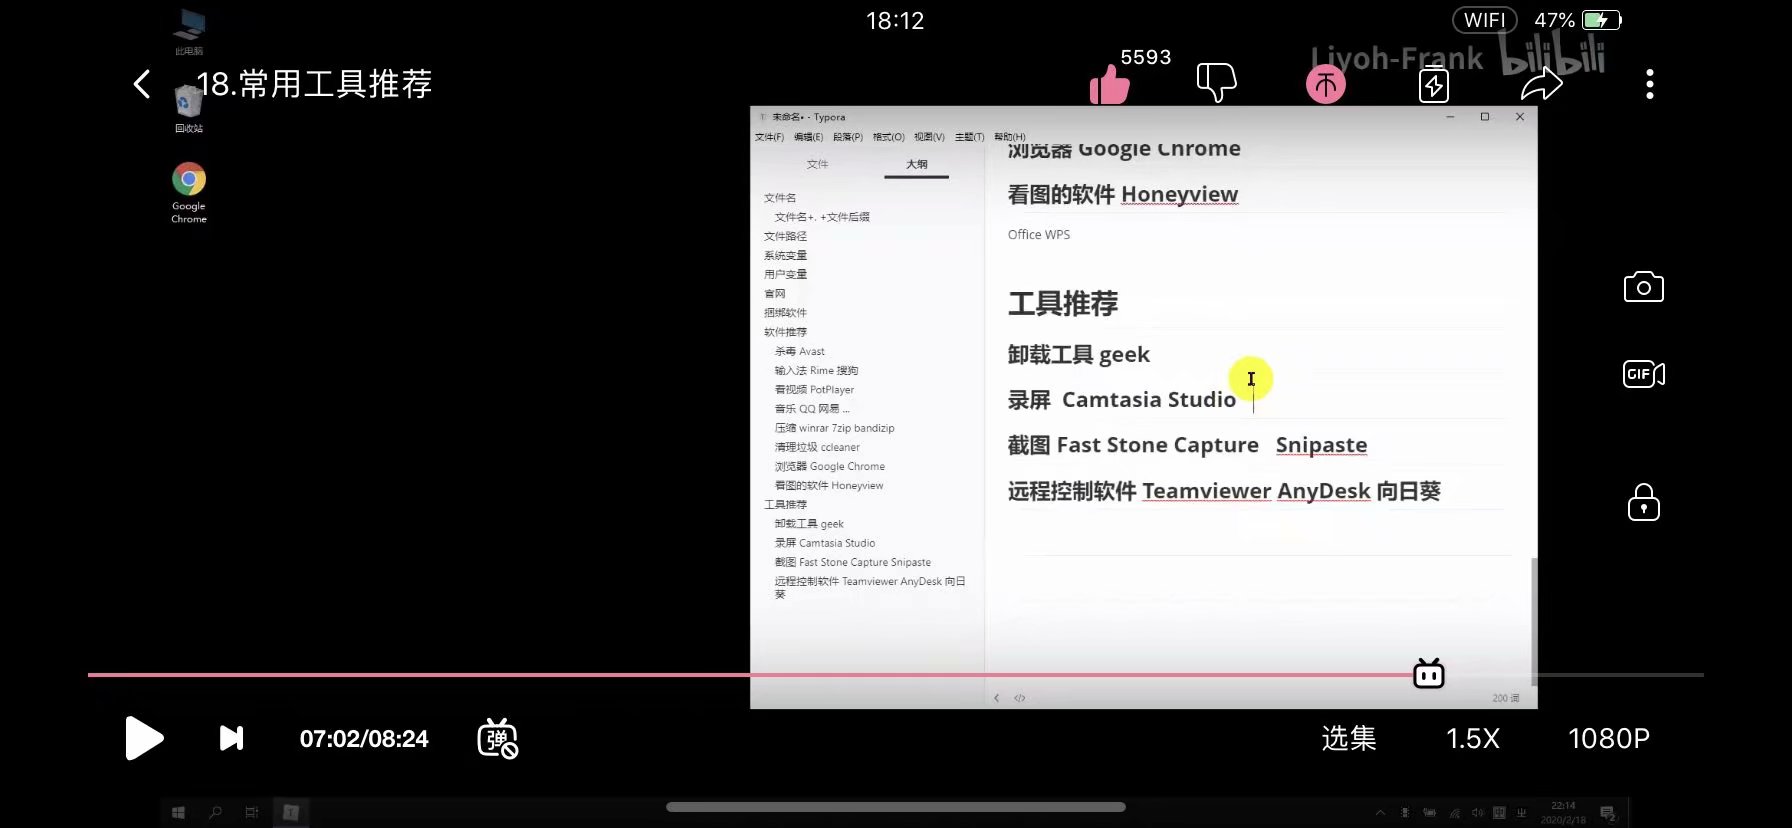 18:12
WIFI
47%
此电脑
18.常用工具推荐
5593
Liyoh-Frank
bilibili
回收站
Google
Chrome
未命名• - Typora
文件(F) 编辑(E) 段落(P) 格式(O) 视图(V) 主题(T) 帮助(H)
文件 大纲
文件名
文件名+. +文件后缀
文件路径
系统变量
用户变量
官网
捆绑软件
软件推荐
杀毒 Avast
输入法 Rime 搜狗
看视频 PotPlayer
音乐 QQ 网易 ...
压缩 winrar 7zip bandizip
清理垃圾 ccleaner
浏览器 Google Chrome
看图的软件 Honeyview
工具推荐
卸载工具 geek
录屏 Camtasia Studio
截图 Fast Stone Capture Snipaste
远程控制软件 Teamviewer AnyDesk 向日
葵
浏览器 Google Chrome
看图的软件 Honeyview
Office WPS
工具推荐
卸载工具 geek
录屏 Camtasia Studio
截图 Fast Stone Capture Snipaste
远程控制软件 Teamviewer AnyDesk 向日葵
200 词
GIF
07:02/08:24
弹
选集
1.5X
1080P
22:14
2020/2/18